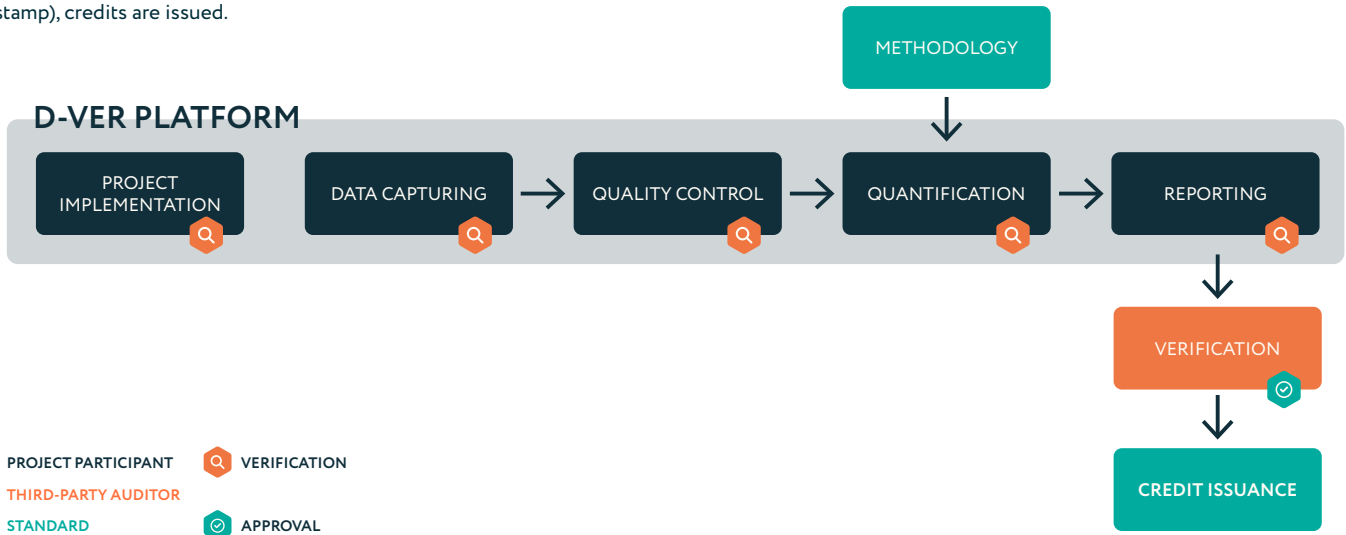 stamp), credits are issued.
METHODOLOGY
D-VER PLATFORM
PROJECT
IMPLEMENTATION
DATA CAPTURING
QUALITY CONTROL
QUANTIFICATION
REPORTING
VERIFICATION
CREDIT ISSUANCE
PROJECT PARTICIPANT
VERIFICATION
THIRD-PARTY AUDITOR
STANDARD
APPROVAL